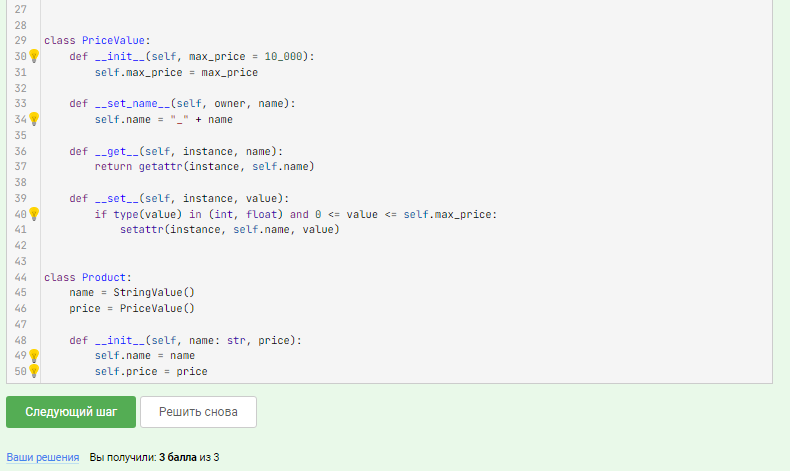 27
28
29 class PriceValue:
30 def __init__(self, max_price = 10_000):
31 self.max_price = max_price
32
33 def __set_name__(self, owner, name):
34 self.name = "_" + name
35
36 def __get__(self, instance, name):
37 return getattr(instance, self.name)
38
39 def __set__(self, instance, value):
40 if type(value) in (int, float) and 0 <= value <= self.max_price:
41 setattr(instance, self.name, value)
42
43
44 class Product:
45 name = StringValue()
46 price = PriceValue()
47
48 def __init__(self, name: str, price):
49 self.name = name
50 self.price = price
Следующий шаг Решить снова
Ваши решения Вы получили: 3 балла из 3